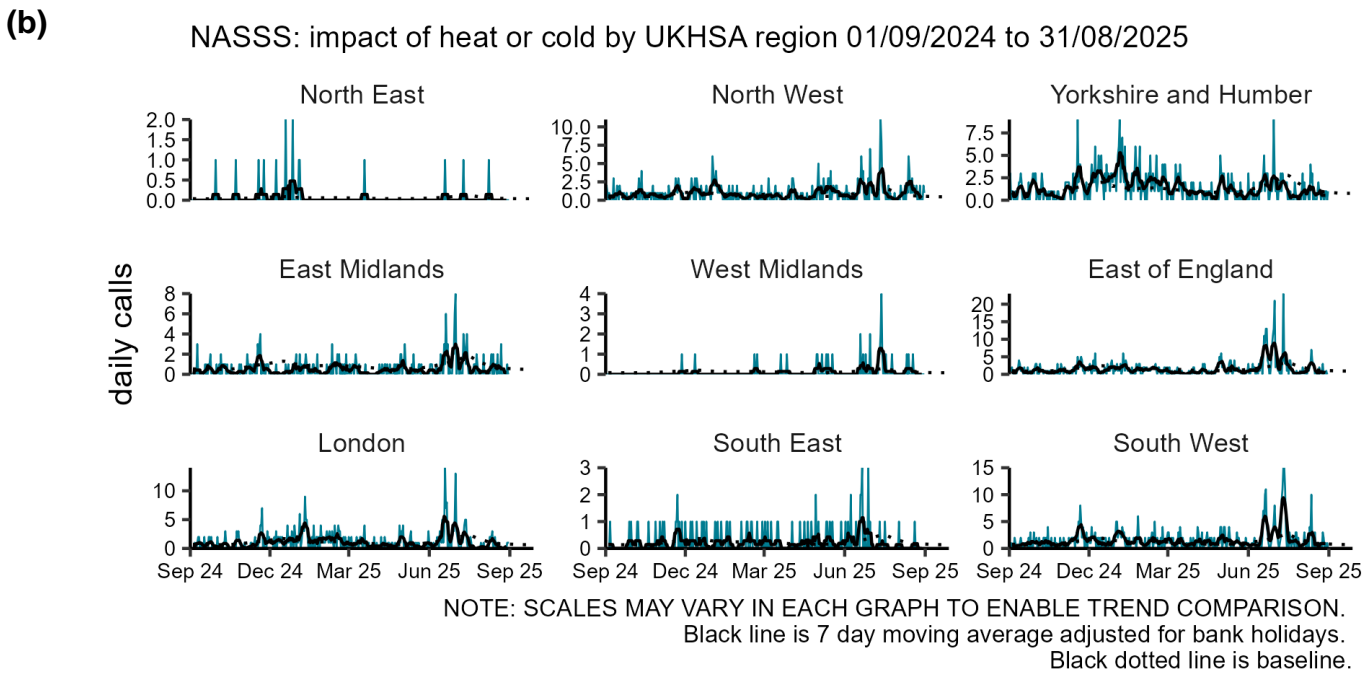 (b)
NASSS: impact of heat or cold by UKHSA region 01/09/2024 to 31/08/2025
North East
North West
Yorkshire and Humber
2.0
1.5
1.0
0.5
0.0
10.0
7.5
5.0
2.5
0.0
7.5
5.0
2.5
0.0
daily calls
East Midlands
West Midlands
East of England
8
6
4
2
0
4
3
2
1
0
20
15
10
5
0
London
South East
South West
10
5
0
3
2
1
0
15
10
5
0
Sep 24 Dec 24 Mar 25 Jun 25 Sep 25
Sep 24 Dec 24 Mar 25 Jun 25 Sep 25
Sep 24 Dec 24 Mar 25 Jun 25 Sep 25
NOTE: SCALES MAY VARY IN EACH GRAPH TO ENABLE TREND COMPARISON.
Black line is 7 day moving average adjusted for bank holidays.
Black dotted line is baseline.